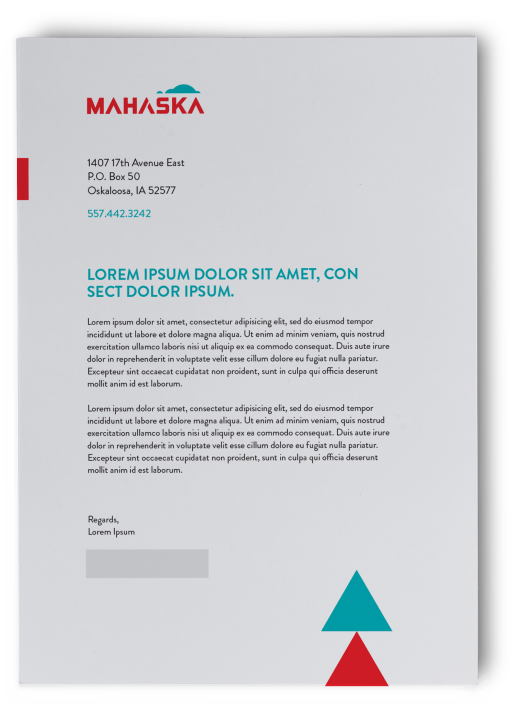 MAHASKA
1407 17th Avenue East
P.O. Box 50
Oskaloosa, IA 52577
557.442.3242
LOREM IPSUM DOLOR SIT AMET, CON
SECT DOLOR IPSUM.
Lorem ipsum dolor sit amet, consectetur adipisicing elit, sed do eiusmod tempor
incididunt ut labore et dolore magna aliqua. Ut enim ad minim veniam, quis nostrud
exercitation ullamco laboris nisi ut aliquip ex ea commodo consequat. Duis aute irure
dolor in reprehenderit in voluptate velit esse cillum dolore eu fugiat nulla pariatur.
Excepteur sint occaecat cupidatat non proident, sunt in culpa qui officia deserunt
mollit anim id est laborum.
Lorem ipsum dolor sit amet, consectetur adipisicing elit, sed do eiusmod tempor
incididunt ut labore et dolore magna aliqua. Ut enim ad minim veniam, quis nostrud
exercitation ullamco laboris nisi ut aliquip ex ea commodo consequat. Duis aute irure
dolor in reprehenderit in voluptate velit esse cillum dolore eu fugiat nulla pariatur.
Excepteur sint occaecat cupidatat non proident, sunt in culpa qui officia deserunt
mollit anim id est laborum.
Regards,
Lorem Ipsum